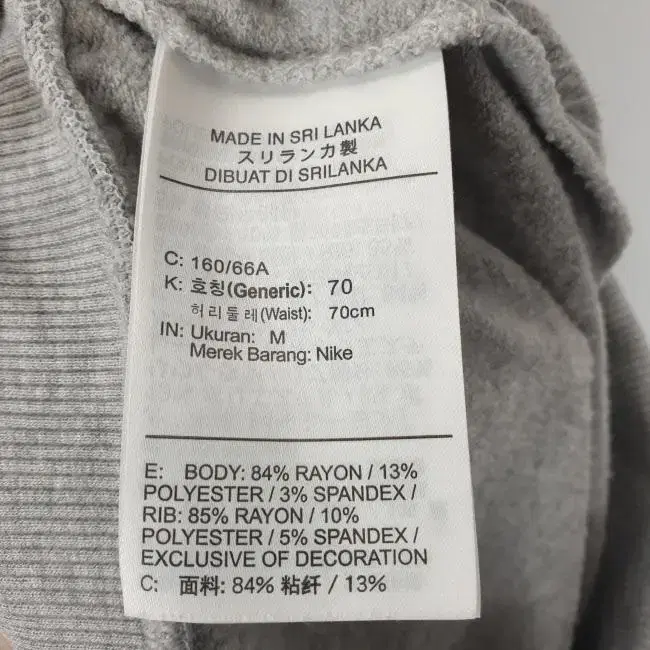 MADE IN SRI LANKA
スリランカ製
DIBUAT DI SRILANKA
C: 160/66A
K: 호칭(Generic): 70
허리둘레(Waist): 70cm
IN: Ukuran: M
Merek Barang: Nike
E: BODY: 84% RAYON / 13%
POLYESTER / 3% SPANDEX /
RIB: 85% RAYON / 10%
POLYESTER / 5% SPANDEX /
EXCLUSIVE OF DECORATION
C: 面料: 84% 粘纤 / 13%